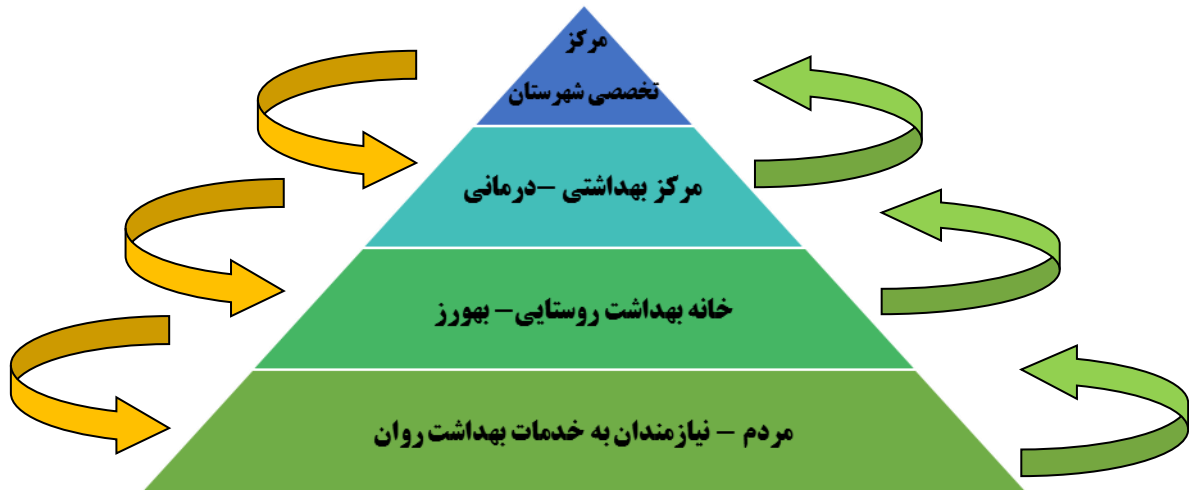 مرکز
تخصصی شهرستان
مرکز بهداشتی –درمانی
خانه بهداشت روستایی– بهورز
مردم – نیازمندان به خدمات بهداشت روان